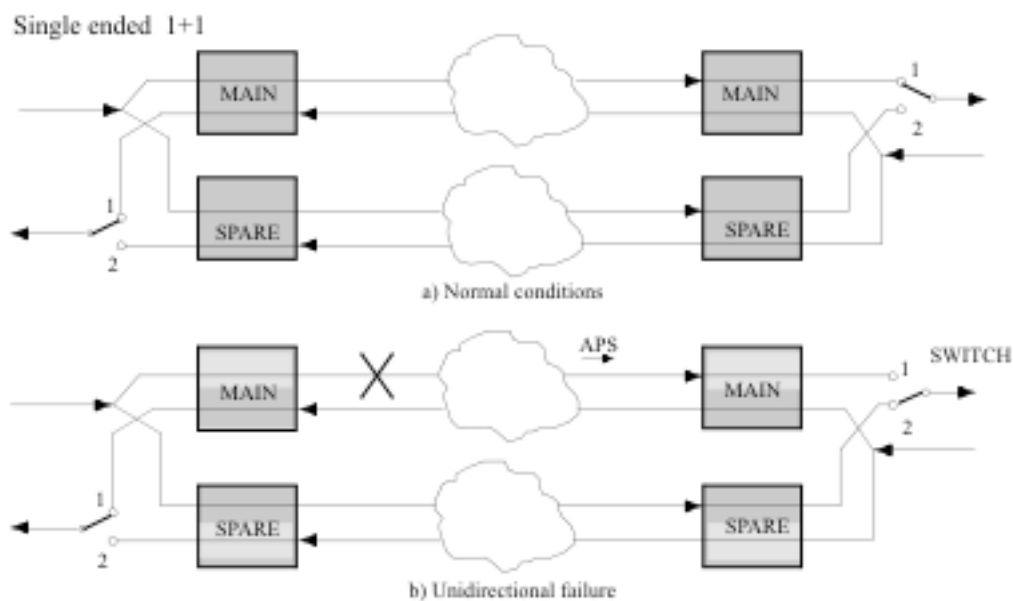 Single ended 1+1
MAIN
MAIN
1
2
1
SPARE
SPARE
2
a) Normal conditions
APS
SWITCH
MAIN
MAIN
1
2
1
SPARE
SPARE
2
b) Unidirectional failure